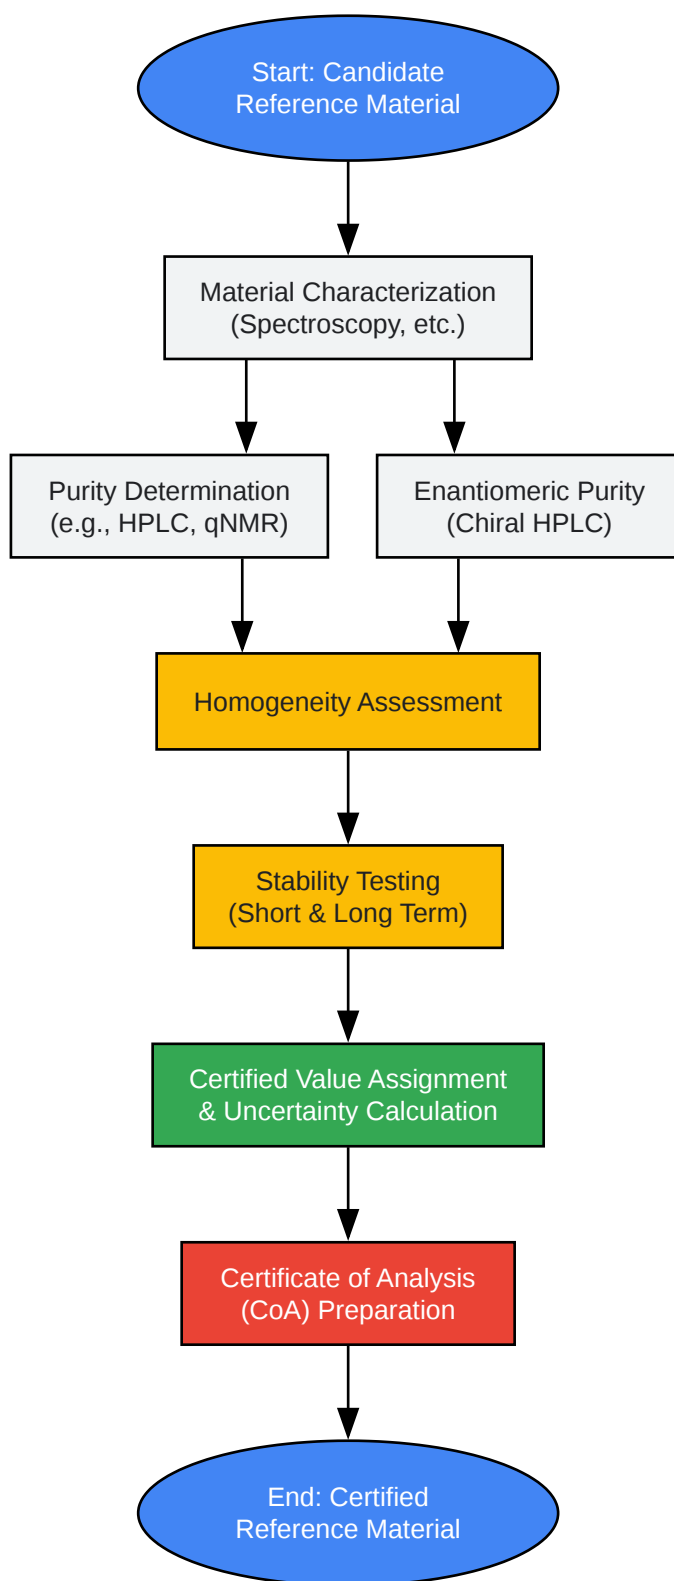 Start: Candidate
Reference Material
Material Characterization
(Spectroscopy, etc.)
Purity Determination
(e.g., HPLC, qNMR)
Enantiomeric Purity
(Chiral HPLC)
Homogeneity Assessment
Stability Testing
(Short & Long Term)
Certified Value Assignment
& Uncertainty Calculation
Certificate of Analysis
(CoA) Preparation
End: Certified
Reference Material